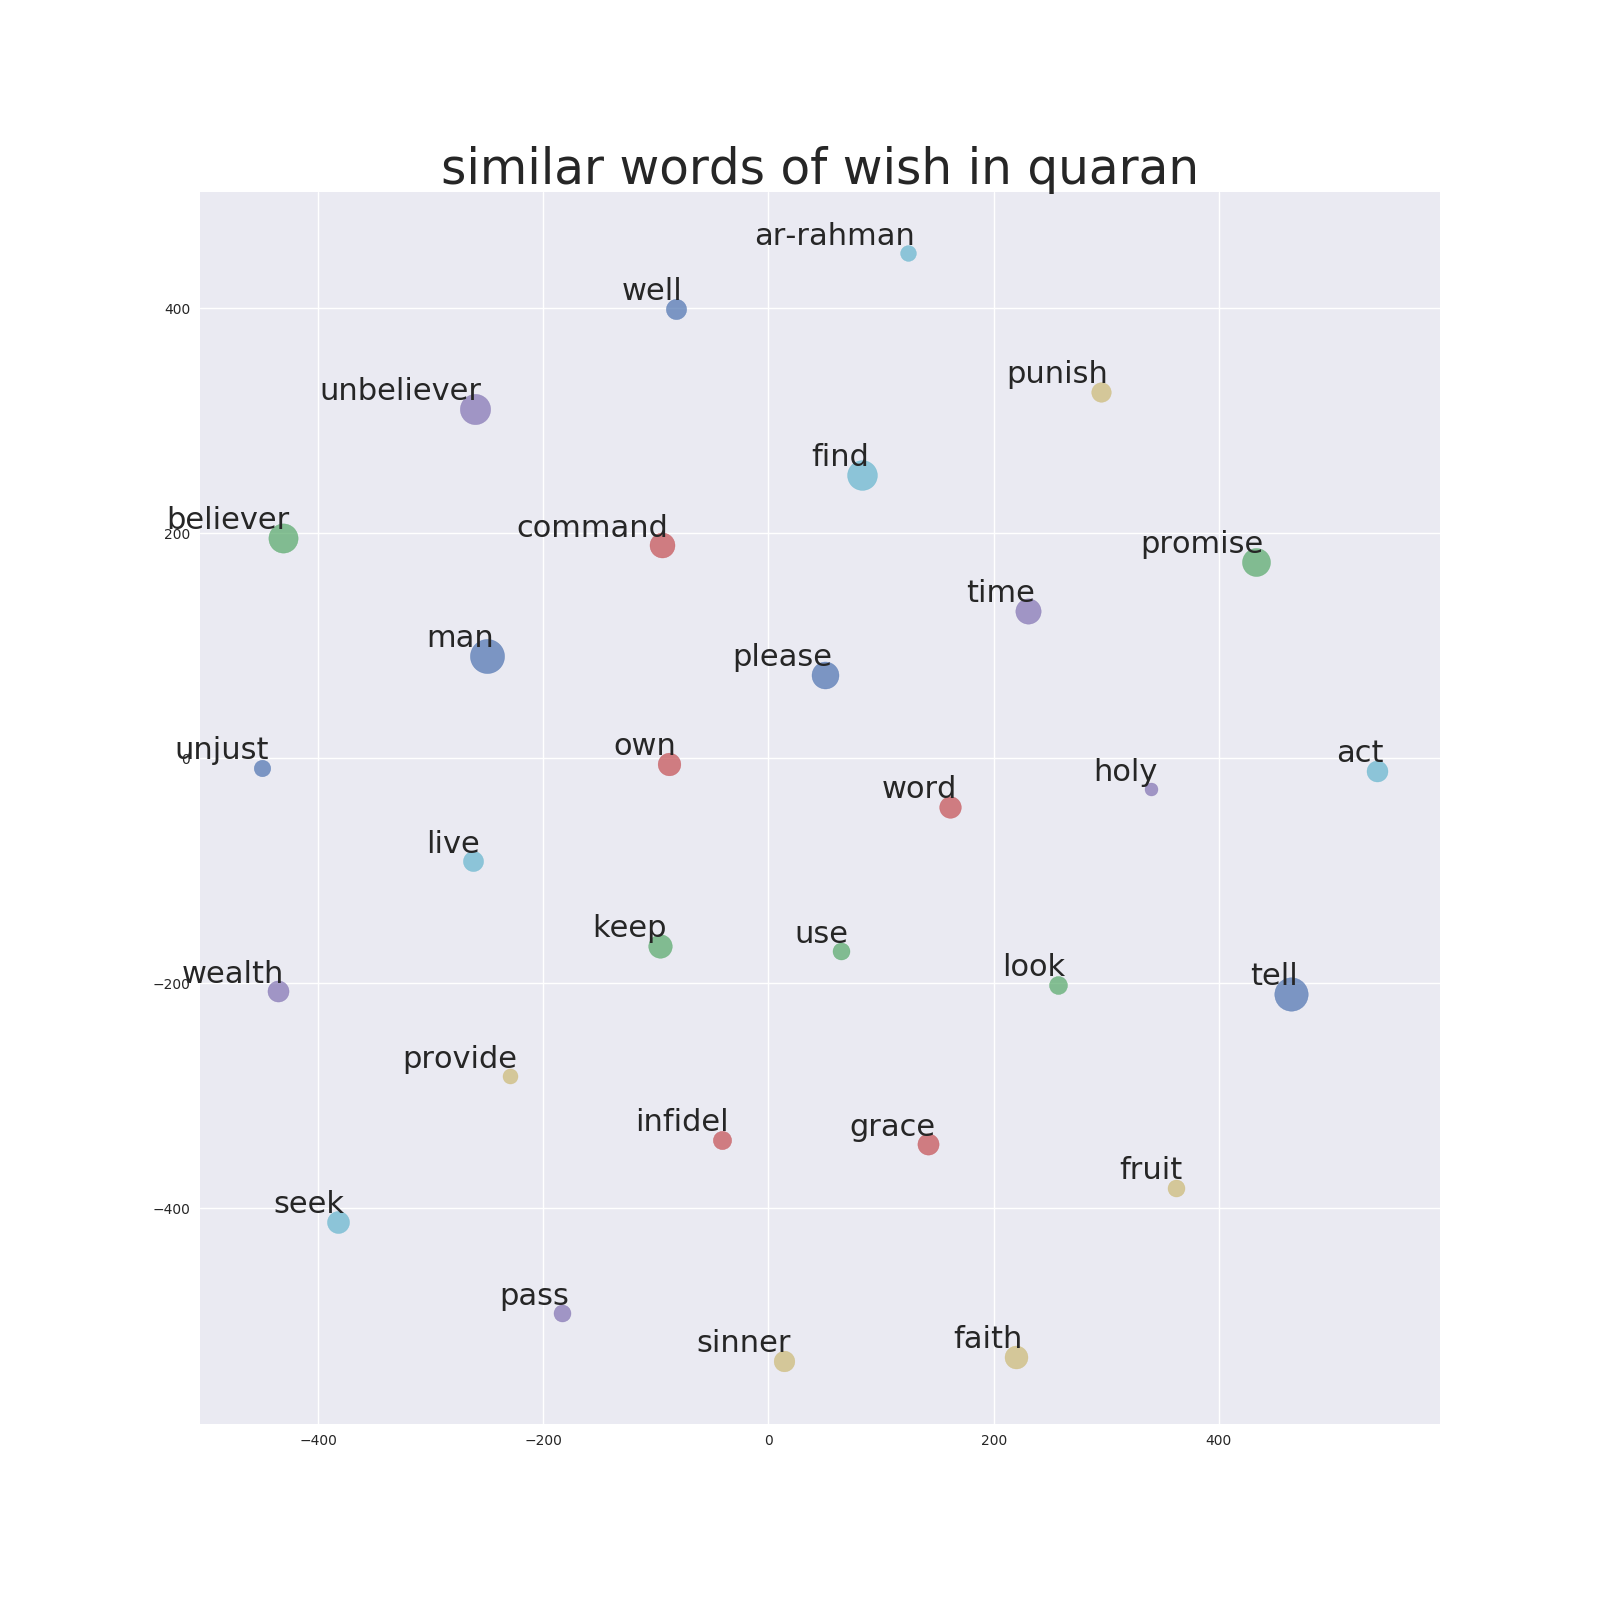 similar words of wish in quaran
ar-rahman
well
400
punish
unbeliever
find
believer
200
command
promise
time
man
please
unjust
0
own
act
holy
word
live
keep
use
look
wealth
−200
tell
provide
infidel
grace
fruit
seek
−400
pass
sinner
faith
−400 −200 0 200 400